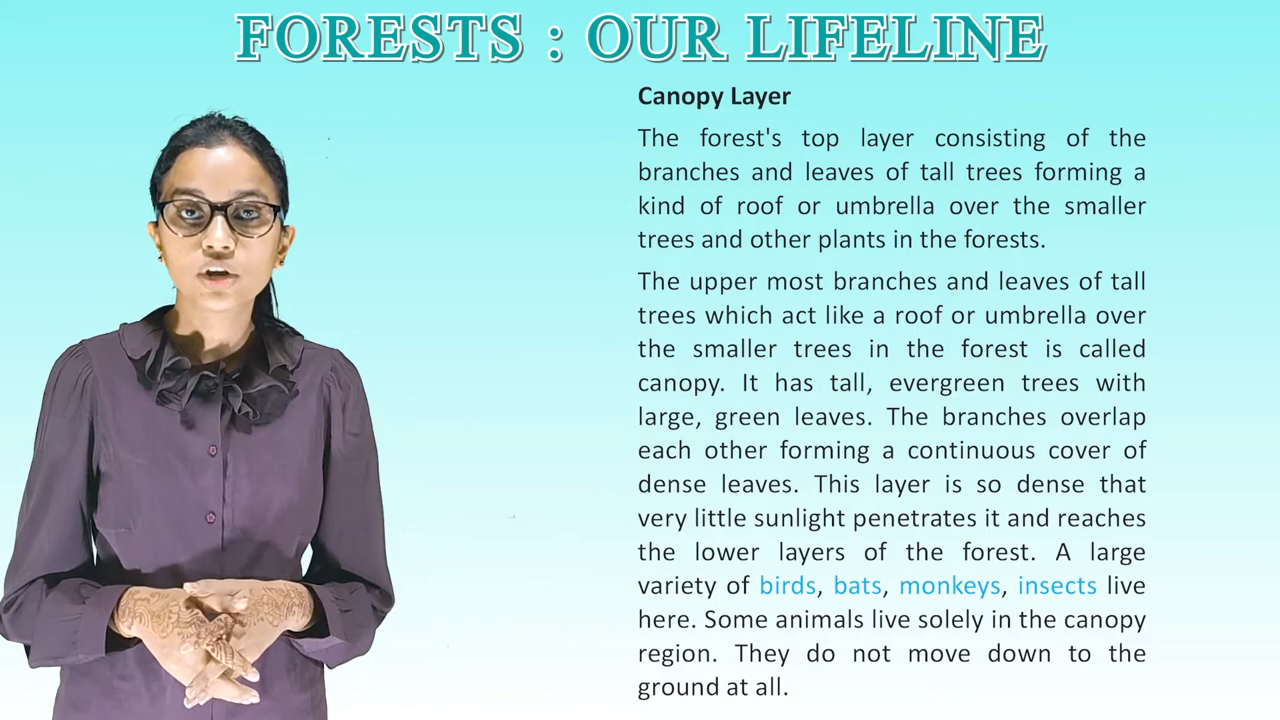 FORESTS : OUR LIFELINE
Canopy Layer
The forest's top layer consisting of the
branches and leaves of tall trees forming a
kind of roof or umbrella over the smaller
trees and other plants in the forests.
The upper most branches and leaves of tall
trees which act like a roof or umbrella over
the smaller trees in the forest is called
canopy. It has tall, evergreen trees with
large, green leaves. The branches overlap
each other forming a continuous cover of
dense leaves. This layer is so dense that
very little sunlight penetrates it and reaches
the lower layers of the forest. A large
variety of birds, bats, monkeys, insects live
here. Some animals live solely in the canopy
region. They do not move down to the
ground at all.